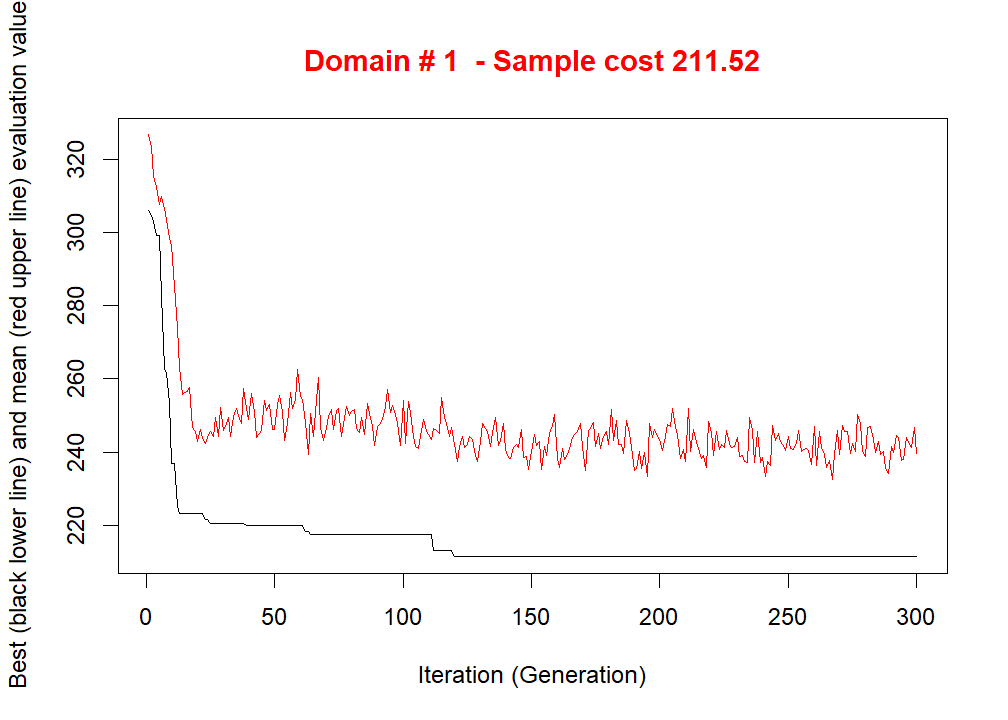 Domain # 1  - Sample cost 211.52
Best (black lower line) and mean (red upper line) evaluation value
320
300
280
260
240
220
0 50 100 150 200 250 300
Iteration (Generation)